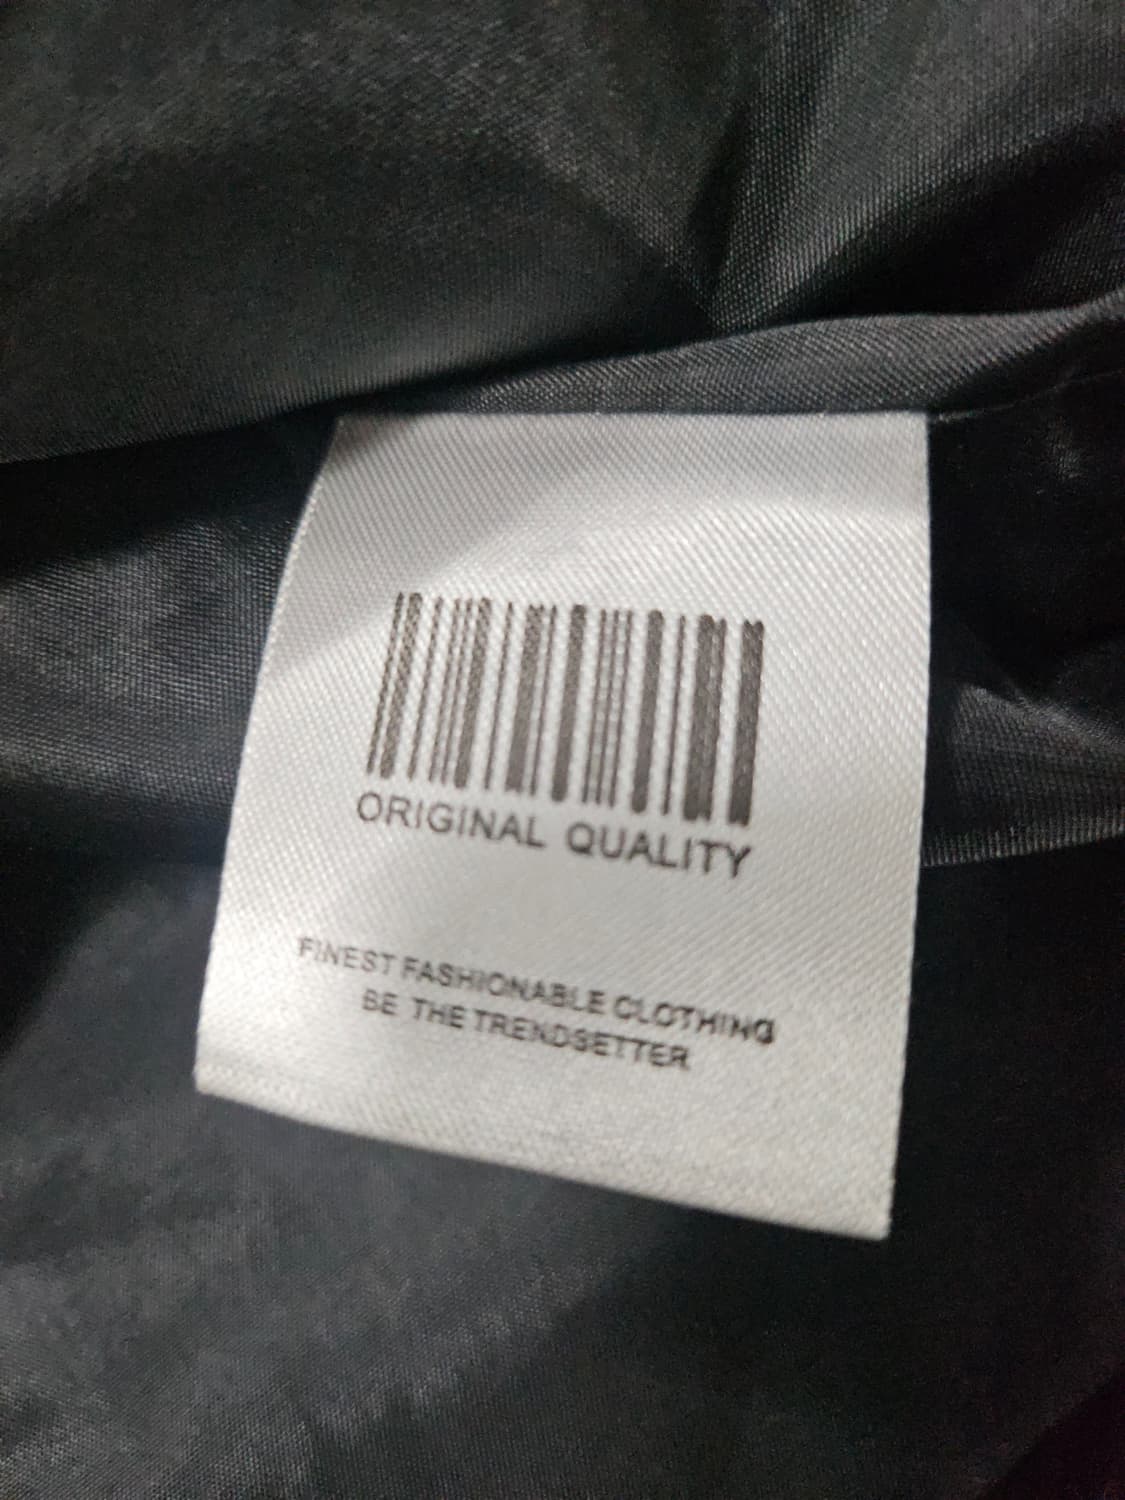 ORIGINAL QUALITY
FINEST FASHIONABLE CLOTHING
BE THE TRENDSETTER